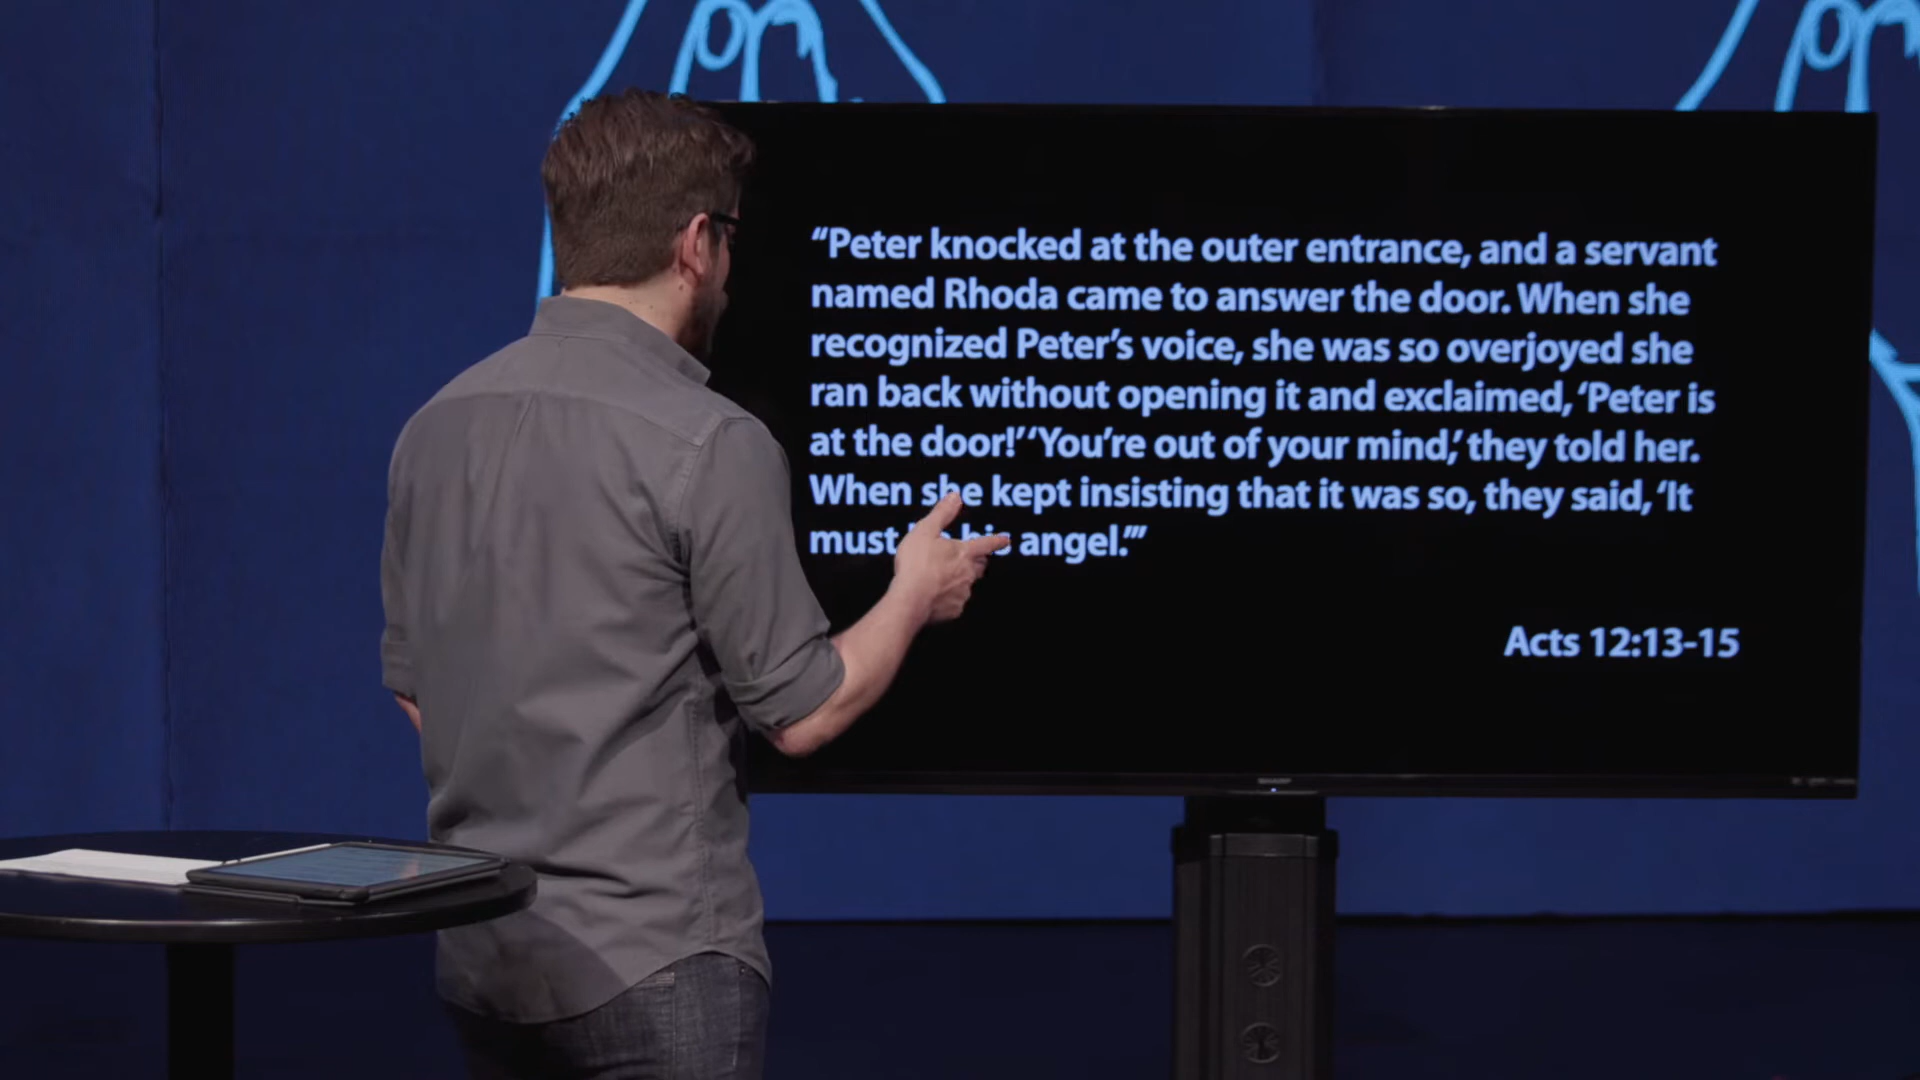 “Peter knocked at the outer entrance, and a servant
named Rhoda came to answer the door. When she
recognized Peter’s voice, she was so overjoyed she
ran back without opening it and exclaimed, ‘Peter is
at the door!’ ‘You’re out of your mind,’ they told her.
When she kept insisting that it was so, they said, ‘It
must his angel.’”
Acts 12:13-15
SHARP